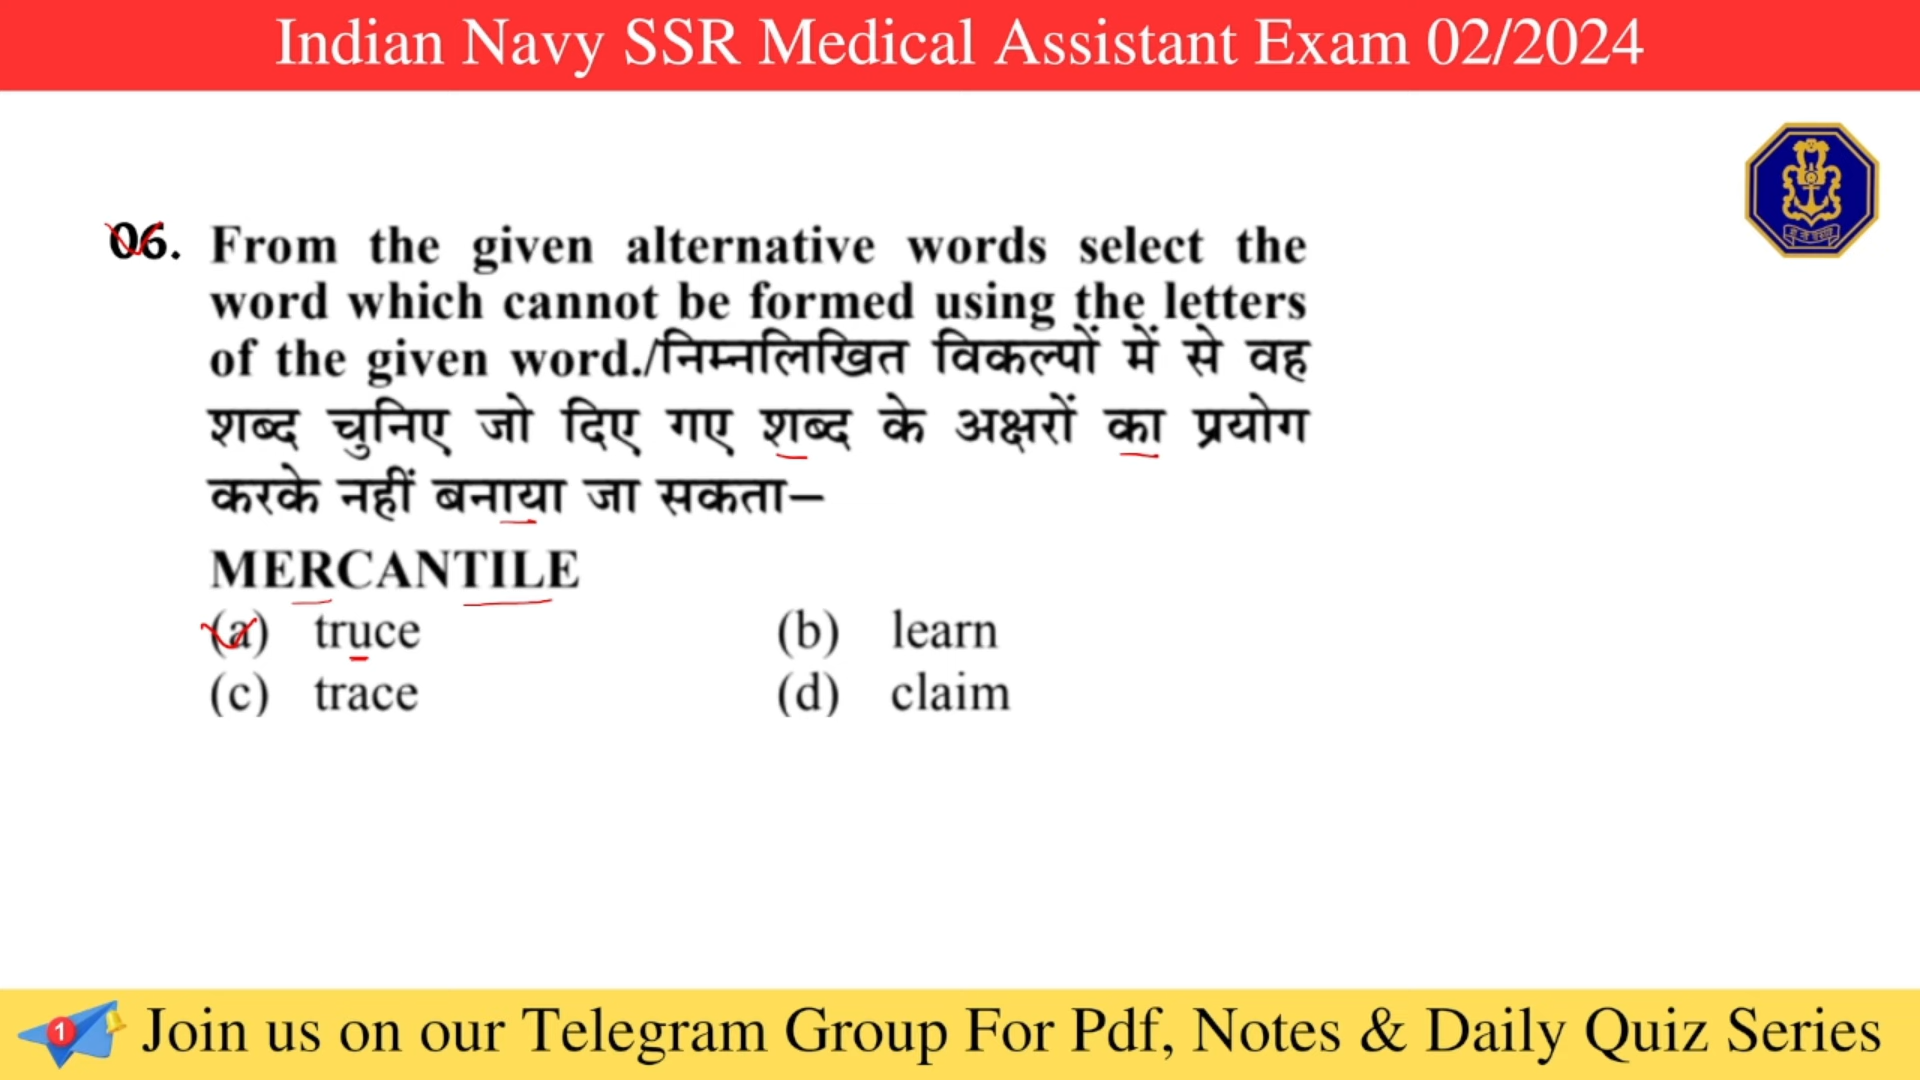 Indian Navy SSR Medical Assistant Exam 02/2024
06. From the given alternative words select the
word which cannot be formed using the letters
of the given word./निम्नलिखित विकल्पों में से वह
शब्द चुनिए जो दिए गए शब्द के अक्षरों का प्रयोग
करके नहीं बनाया जा सकता–
MERCANTILE
(a) truce (b) learn
(c) trace (d) claim
1 Join us on our Telegram Group For Pdf, Notes & Daily Quiz Series